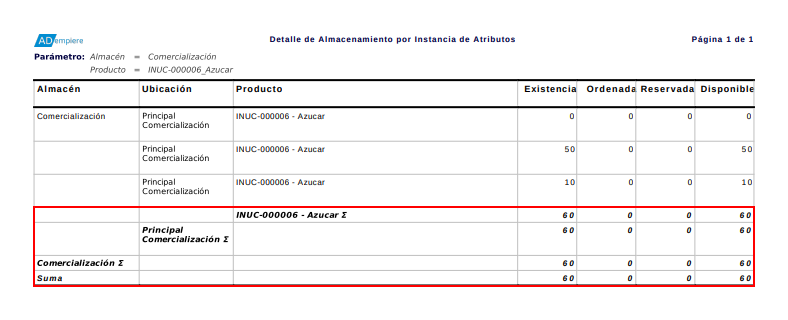 ADempiere
Detalle de Almacenamiento por Instancia de Atributos
Página 1 de 1
Parámetro: Almacén = Comercialización
Producto = INUC-000006_Azucar
Almacén Ubicación Producto Existencia Ordenada Reservada Disponible
Comercialización Principal INUC-000006 - Azucar 0 0 0 0
Comercialización
Principal INUC-000006 - Azucar 50 0 0 50
Comercialización
Principal INUC-000006 - Azucar 10 0 0 10
Comercialización
INUC-000006 - Azucar Σ 60 0 0 60
Principal 60 0 0 60
Comercialización Σ
Comercialización Σ 60 0 0 60
Suma 60 0 0 60